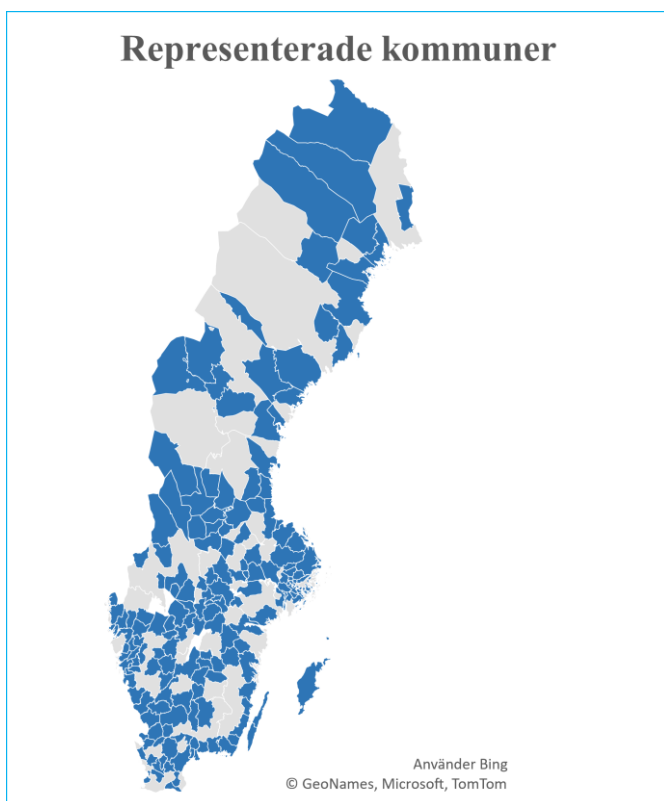 Representerade kommuner
Använder Bing
© GeoNames, Microsoft, TomTom